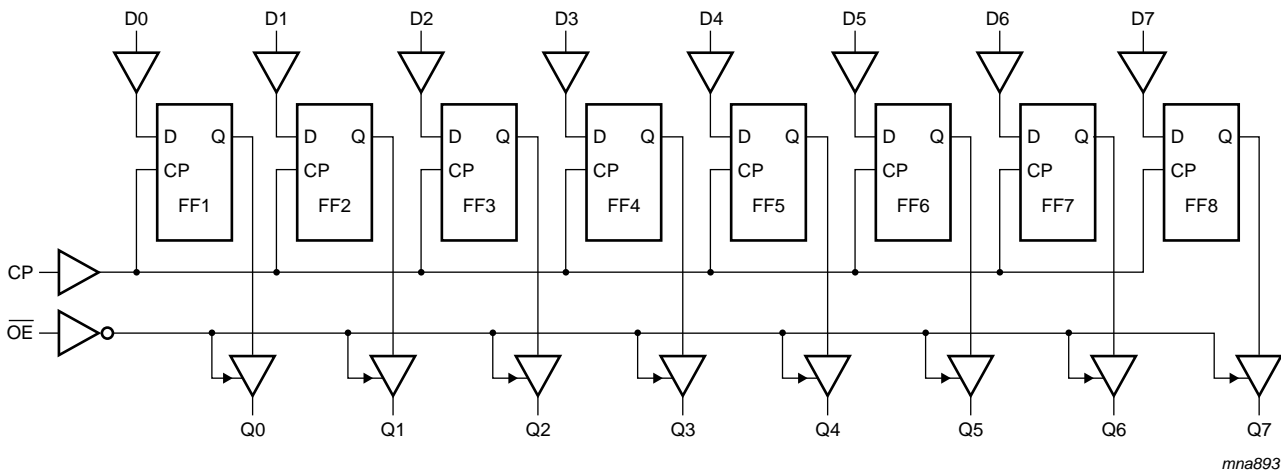 D0 D1 D2 D3 D4 D5 D6 D7
D Q D Q D Q D Q D Q D Q D Q D Q
CP CP CP CP CP CP CP CP
FF1 FF2 FF3 FF4 FF5 FF6 FF7 FF8
CP
O̅E̅
Q0 Q1 Q2 Q3 Q4 Q5 Q6 Q7
mna893